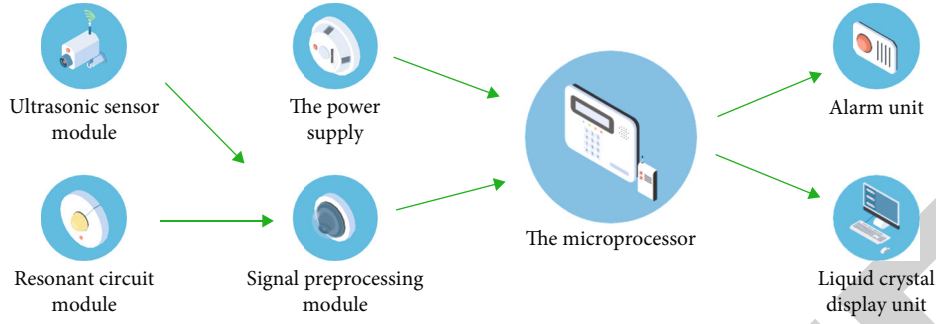 Ultrasonic sensor
module
The power
supply
Alarm unit
The microprocessor
Resonant circuit
module
Signal preprocessing
module
Liquid crystal
display unit